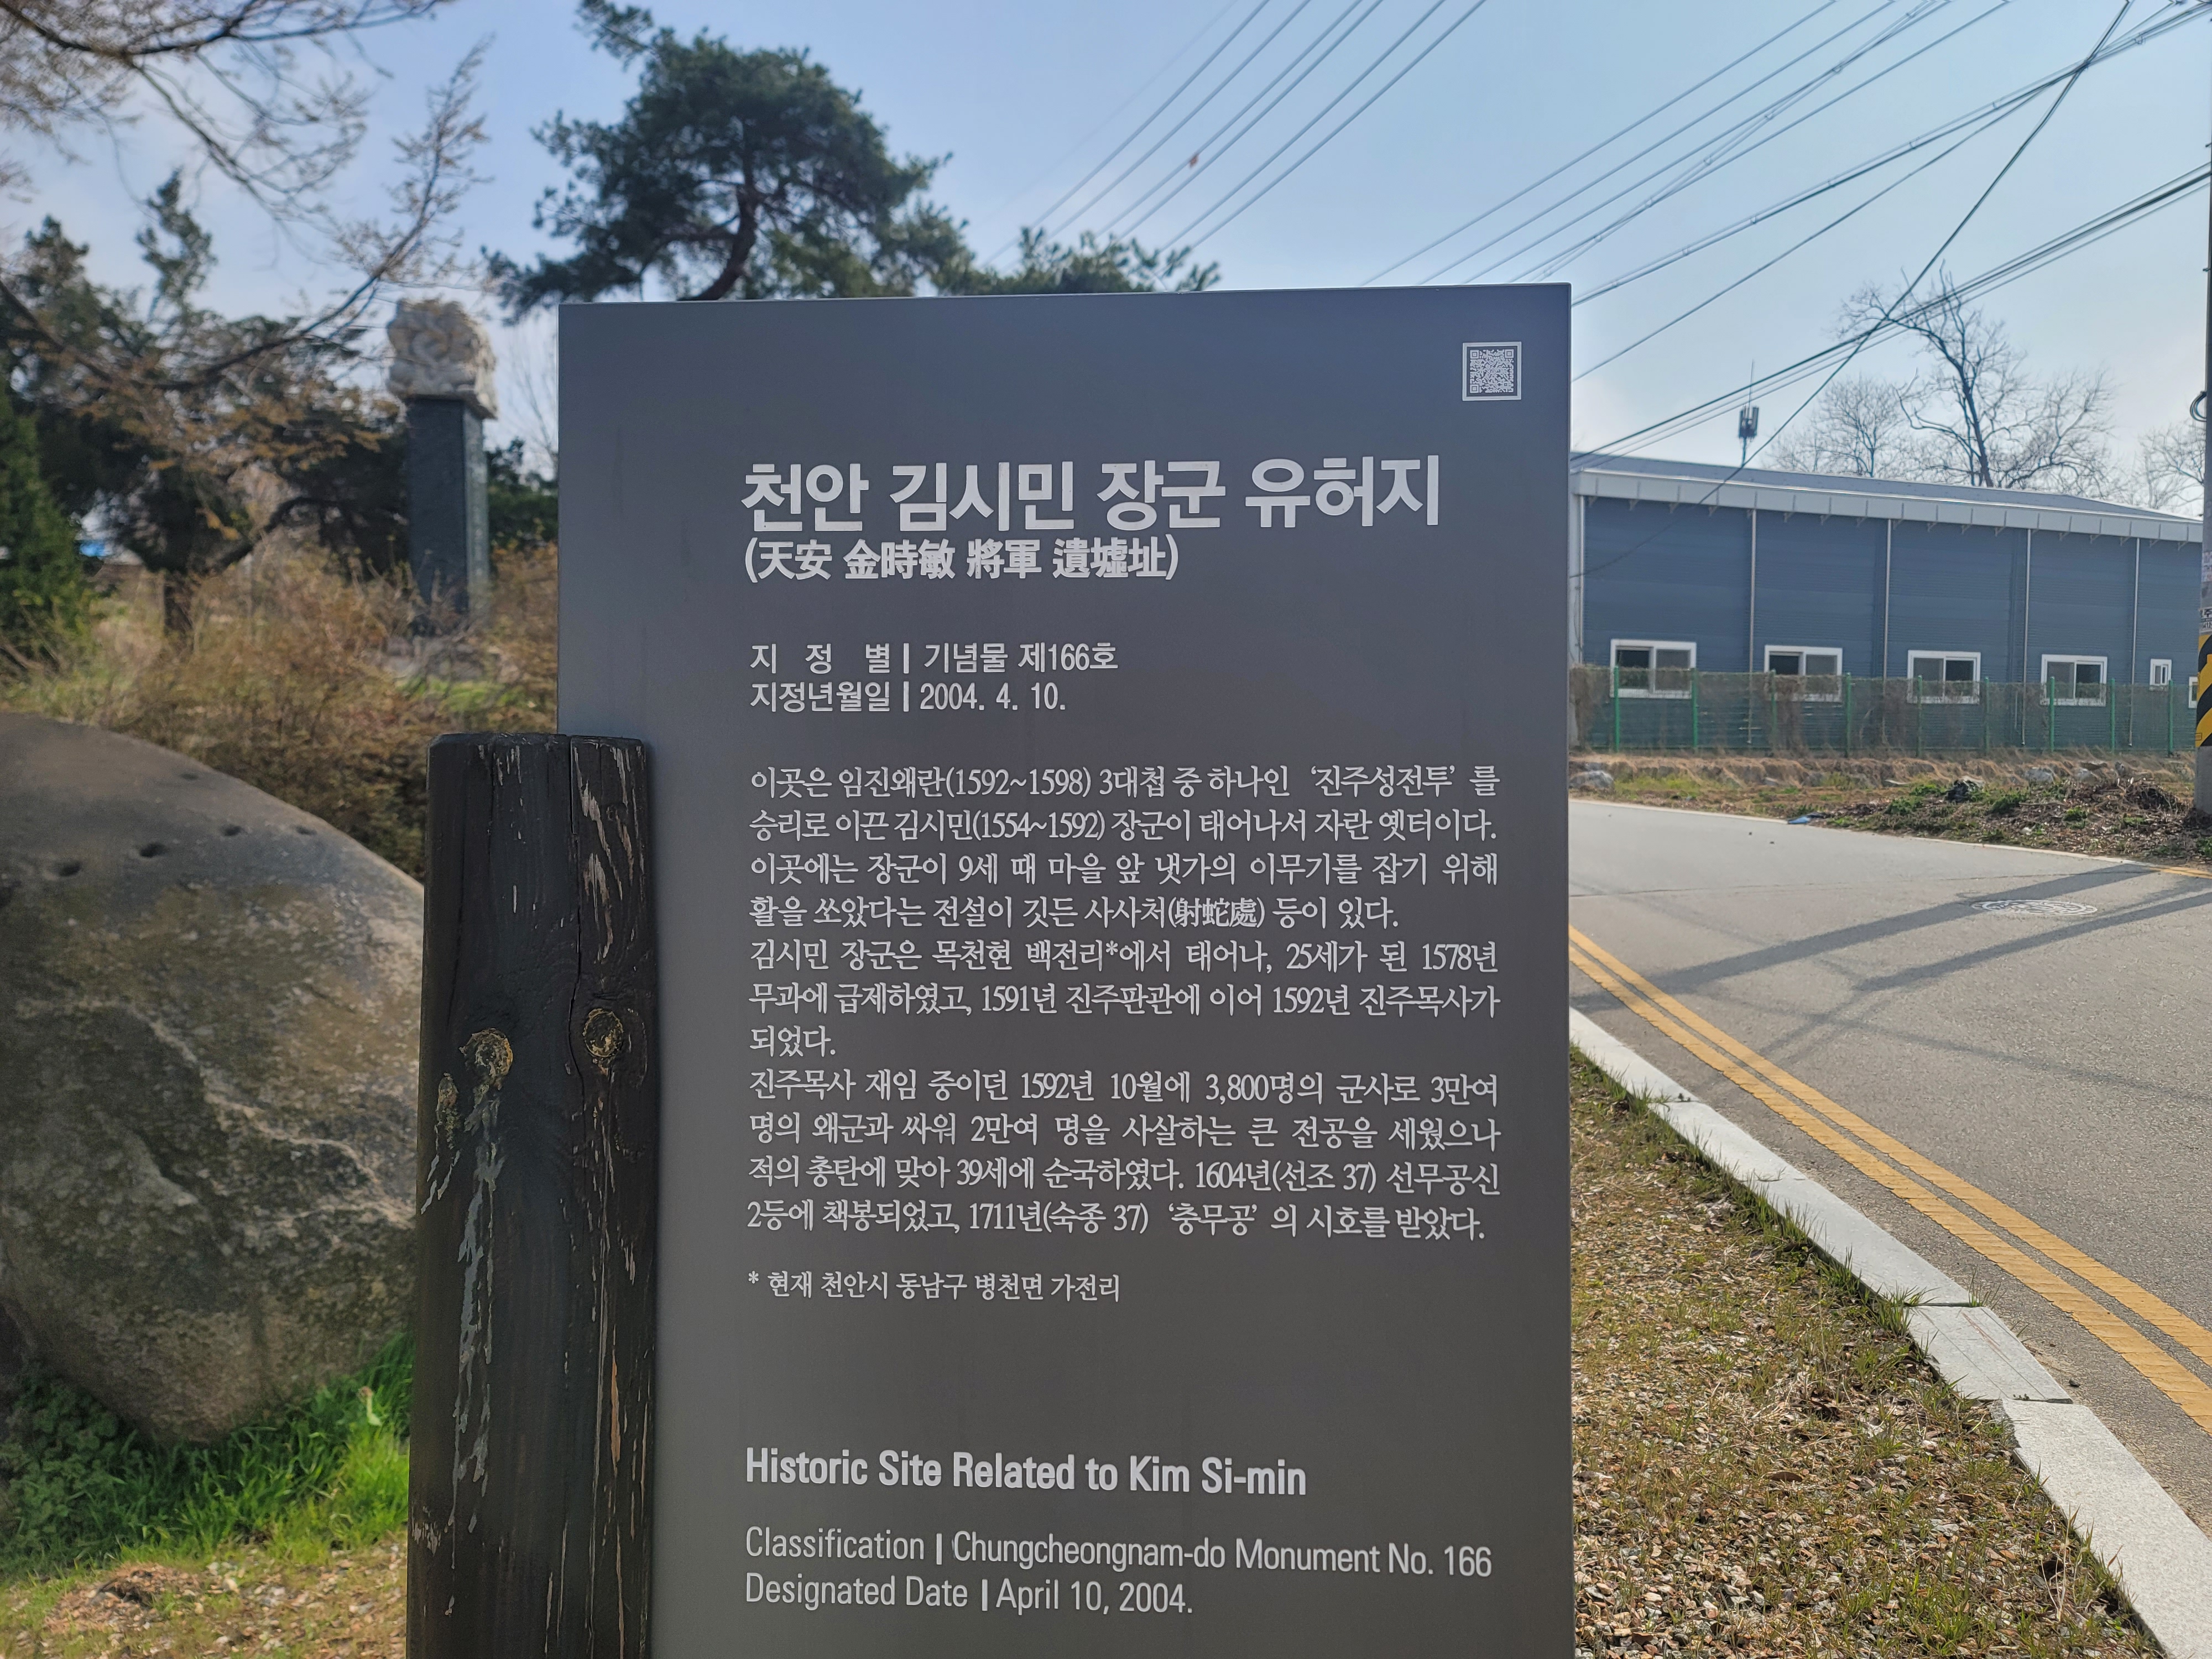 천안 김시민 장군 유허지
(天安 金時敏 將軍 遺墟址)
지 정 별 | 기념물 제166호
지정년월일 | 2004. 4. 10.
이곳은 임진왜란(1592~1598) 3대첩 중 하나인 ‘진주성전투’ 를
승리로 이끈 김시민(1554~1592) 장군이 태어나서 자란 옛터이다.
이곳에는 장군이 9세 때 마을 앞 냇가의 이무기를 잡기 위해
활을 쏘았다는 전설이 깃든 사사처(射蛇處) 등이 있다.
김시민 장군은 목천현 백전리*에서 태어나, 25세가 된 1578년
무과에 급제하였고, 1591년 진주판관에 이어 1592년 진주목사가
되었다.
진주목사 재임 중이던 1592년 10월에 3,800명의 군사로 3만여
명의 왜군과 싸워 2만여 명을 사살하는 큰 전공을 세웠으나
적의 총탄에 맞아 39세에 순국하였다. 1604년(선조 37) 선무공신
2등에 책봉되었고, 1711년(숙종 37) ‘충무공’ 의 시호를 받았다.
* 현재 천안시 동남구 병천면 가전리
Historic Site Related to Kim Si-min
Classification | Chungcheongnam-do Monument No. 166
Designated Date | April 10, 2004.